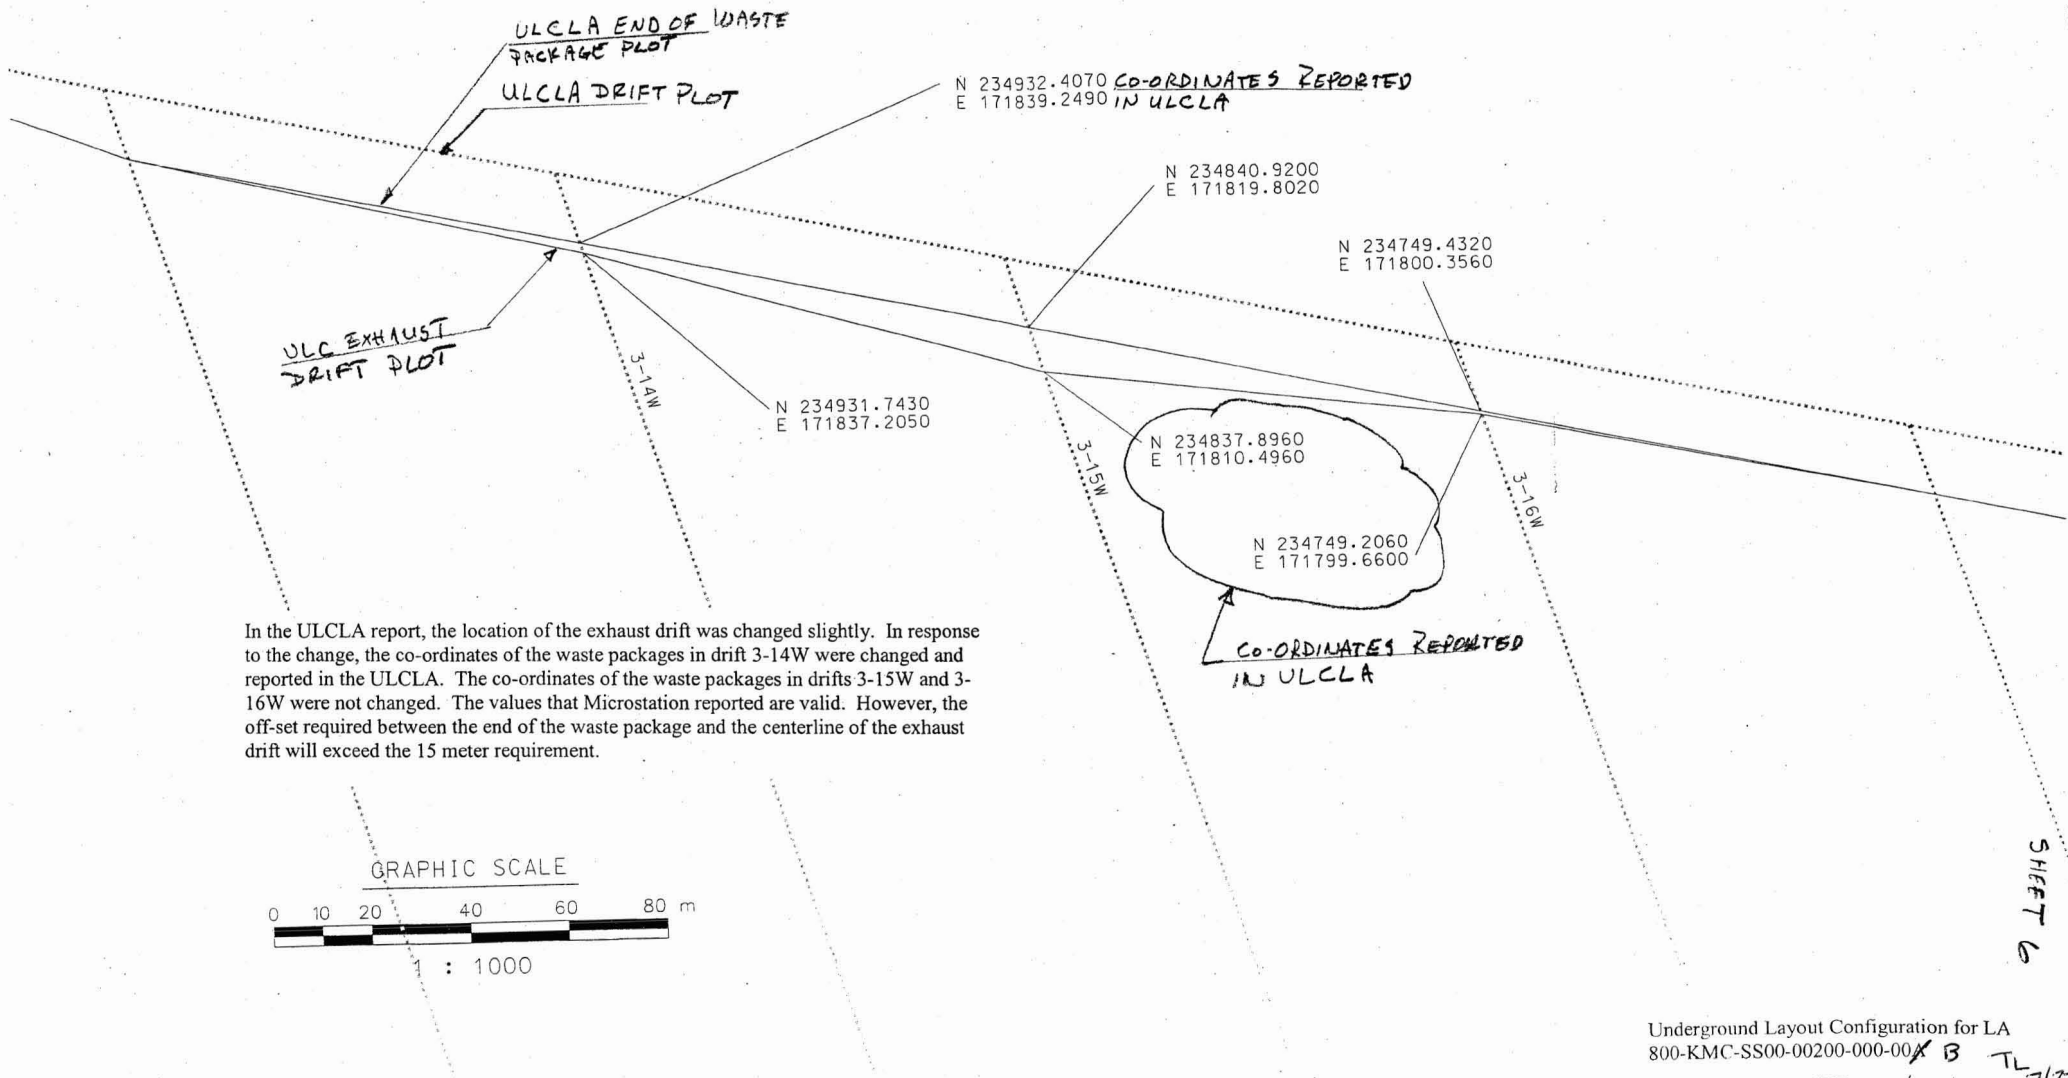 ULCLA END OF WASTE
PACKAGE PLOT
ULCLA DRIFT PLOT
N 234932.4070 CO-ORDINATES REPORTED
E 171839.2490 IN ULCLA
N 234840.9200
E 171819.8020
N 234749.4320
E 171800.3560
ULC EXHAUST
DRIFT PLOT
3-14W
N 234931.7430
E 171837.2050
3-15W
N 234837.8960
E 171810.4960
3-16W
N 234749.2060
E 171799.6600
CO-ORDINATES REPORTED
IN ULCLA
In the ULCLA report, the location of the exhaust drift was changed slightly. In response
to the change, the co-ordinates of the waste packages in drift 3-14W were changed and
reported in the ULCLA. The co-ordinates of the waste packages in drifts 3-15W and 3-
16W were not changed. The values that Microstation reported are valid. However, the
off-set required between the end of the waste package and the centerline of the exhaust
drift will exceed the 15 meter requirement.
GRAPHIC SCALE
0 10 20 40 60 80 m
1 : 1000
SHEET 6
Underground Layout Configuration for LA
800-KMC-SS00-00200-000-00A B TL